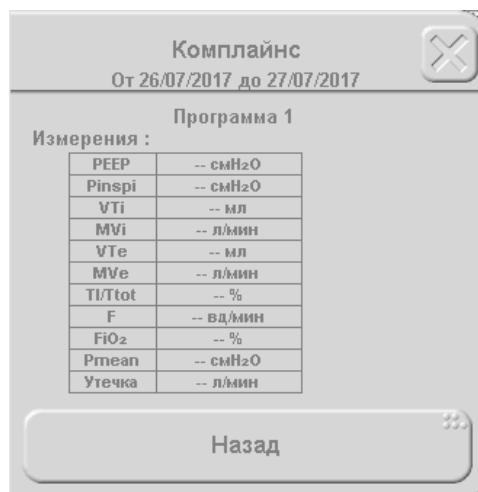 Комплайнс
От 26/07/2017 до 27/07/2017
Программа 1
Измерения :
PEEP -- смH₂O
Pinspi -- смH₂O
VTi -- мл
MVi -- л/мин
VTe -- мл
MVe -- л/мин
TI/Ttot -- %
F -- вд/мин
FiO₂ -- %
Pmean -- смH₂O
Утечка -- л/мин
Назад